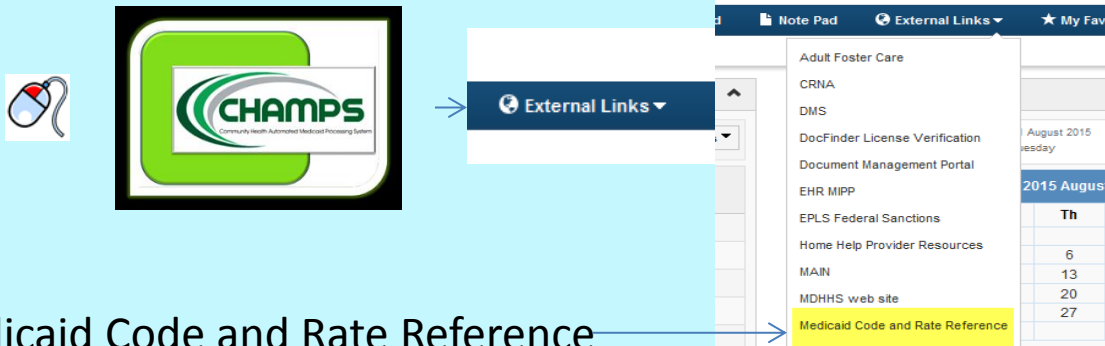 Note Pad
External Links
My Fav
CHAMPS
Community Health Automated Medicaid Processing System
External Links
Adult Foster Care
CRNA
DMS
DocFinder License Verification
Document Management Portal
EHR MIPP
EPLS Federal Sanctions
Home Help Provider Resources
MAIN
MDHHS web site
Medicaid Code and Rate Reference
August 2015
2015 Augus
Th
6
13
20
27
Code and Rate Reference